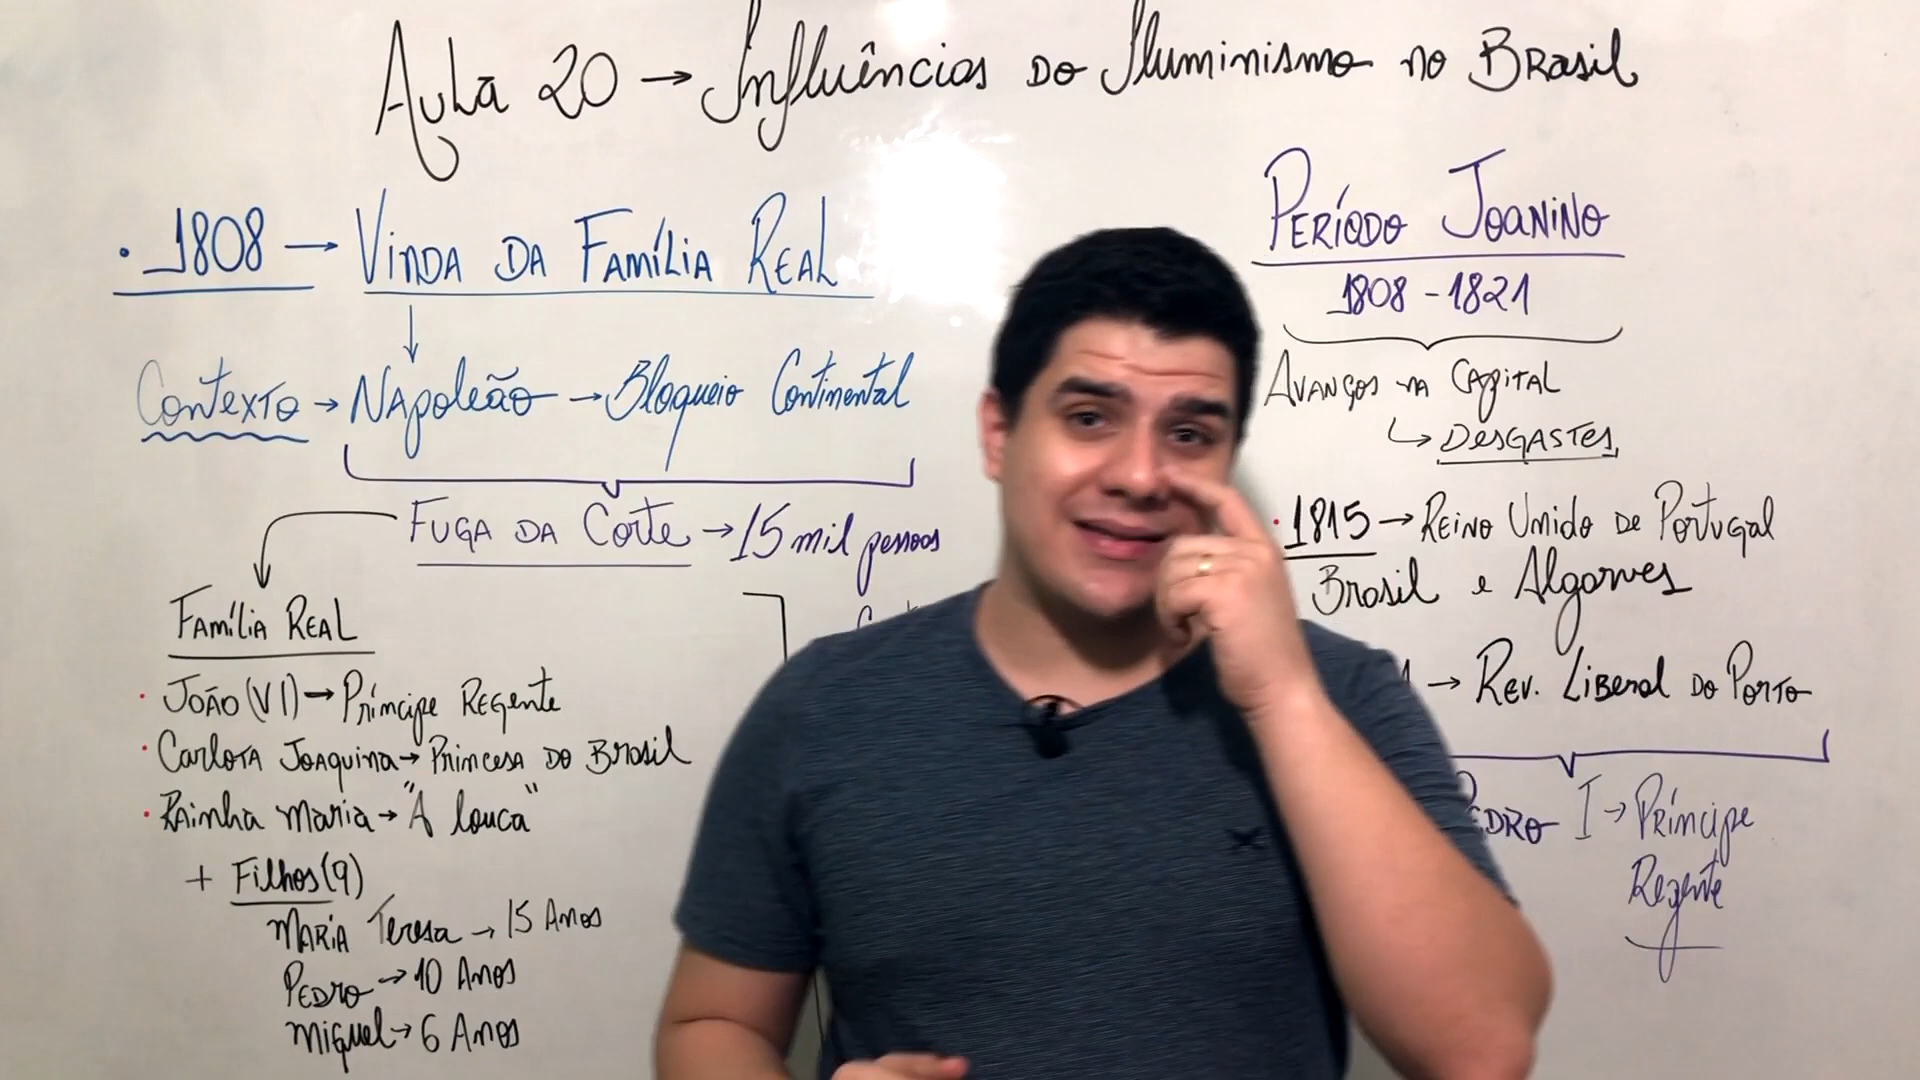 Aula 20 → Influências do Iluminismo no Brasil
• 1808 → Vinda da Família Real
Contexto → Napoleão → Bloqueio Continental
Fuga da Corte → 15 mil pessoas
Família Real
• João (VI) → Príncipe Regente
• Carlota Joaquina → Princesa do Brasil
• Rainha Maria → "A louca"
+ Filhos (9)
Maria Teresa → 15 Anos
Pedro → 10 Anos
Miguel → 6 Anos
Período Joanino
1808 - 1821
Avanços na Capital
↳ Desgastes
• 1815 → Reino Unido de Portugal
Brasil e Algarves
→ Rev. Liberal do Porto
Pedro I → Príncipe
Regente